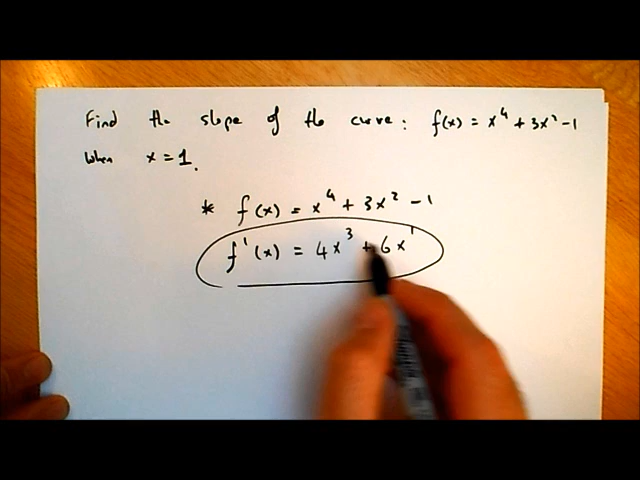 Find the slope of the curve: f(x) = x⁴ + 3x² - 1
when x = 1.
* f(x) = x⁴ + 3x² - 1
f'(x) = 4x³ + 6x¹